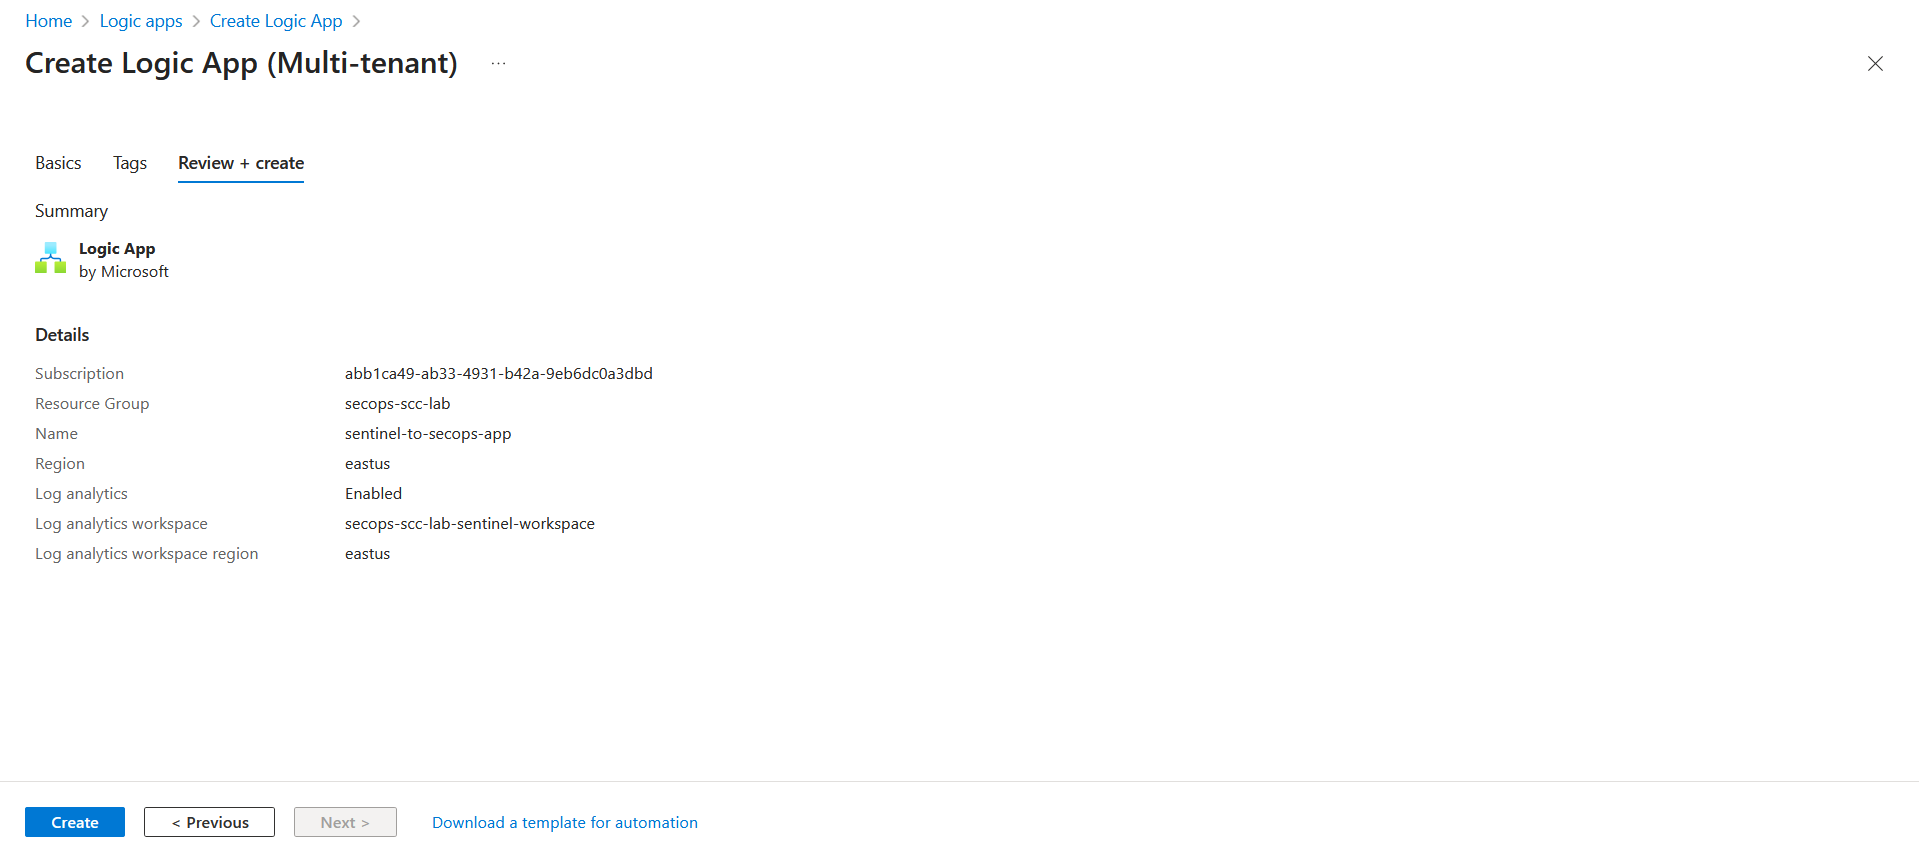 Home > Logic apps > Create Logic App >
Create Logic App (Multi-tenant) ...
Basics Tags Review + create
Summary
Logic App
by Microsoft
Details
Subscription abb1ca49-ab33-4931-b42a-9eb6dc0a3dbd
Resource Group secops-scc-lab
Name sentinel-to-secops-app
Region eastus
Log analytics Enabled
Log analytics workspace secops-scc-lab-sentinel-workspace
Log analytics workspace region eastus
Create < Previous Next > Download a template for automation